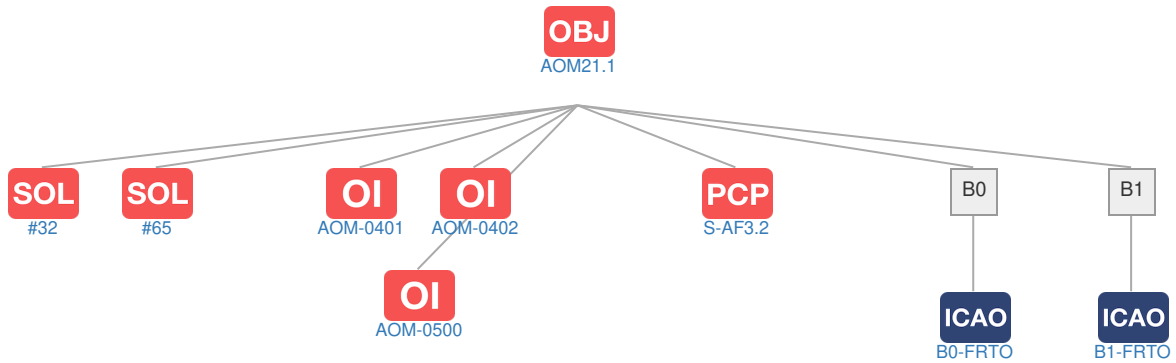 OBJ
AOM21.1
SOL SOL OI OI PCP B0 B1
#32 #65 AOM-0401 AOM-0402 S-AF3.2
OI
AOM-0500
ICAO ICAO
B0-FRTO B1-FRTO